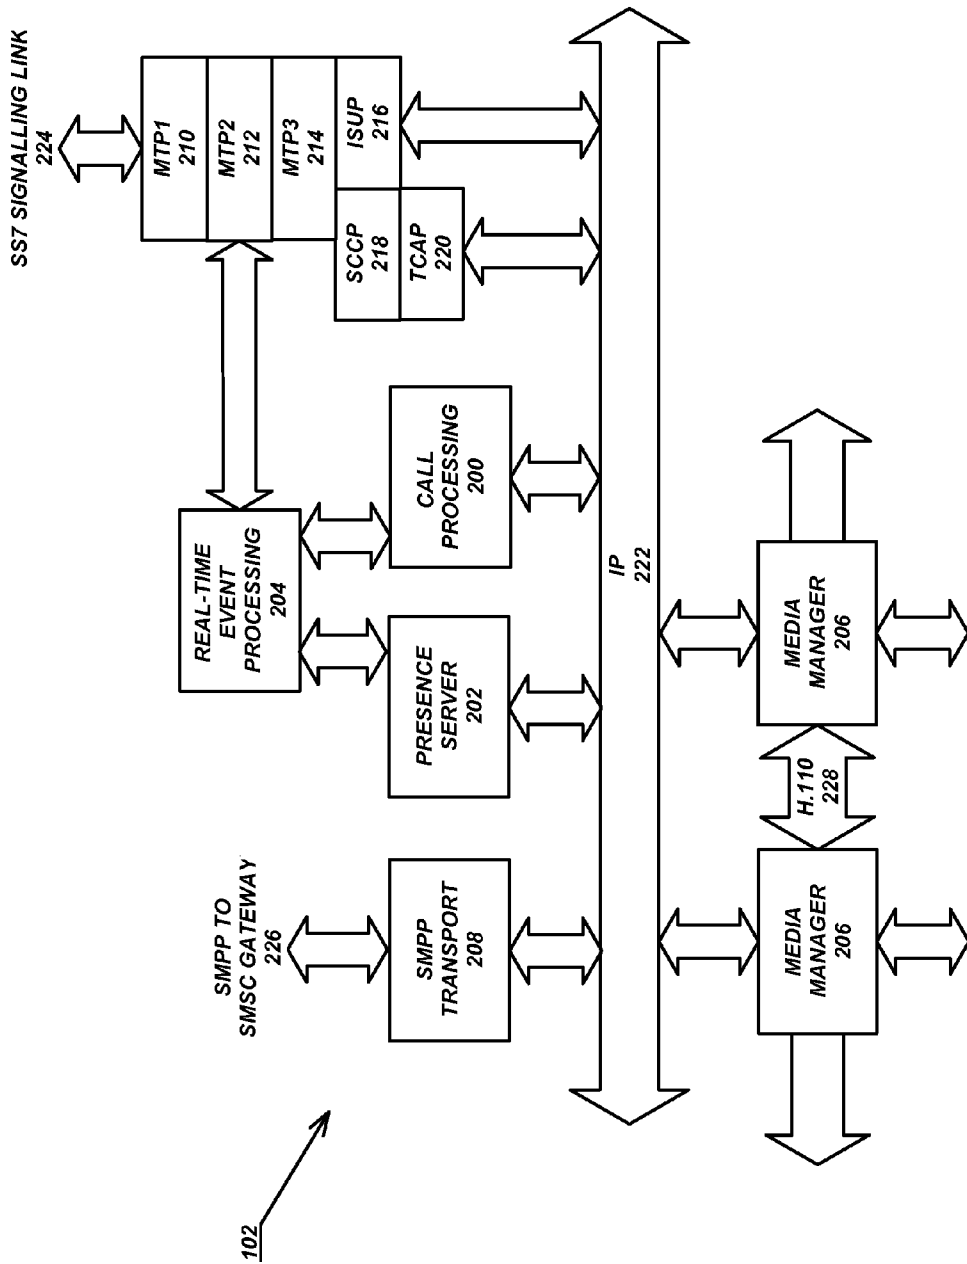 SS7 SIGNALLING LINK
224
MTP1
210
MTP2
212
MTP3
214
ISUP
216
SCCP
218
TCAP
220
REAL-TIME
EVENT
PROCESSING
204
CALL
PROCESSING
200
PRESENCE
SERVER
202
SMPP TO
SMSC GATEWAY
226
SMPP
TRANSPORT
208
IP
222
MEDIA
MANAGER
206
H.110
228
MEDIA
MANAGER
206
102